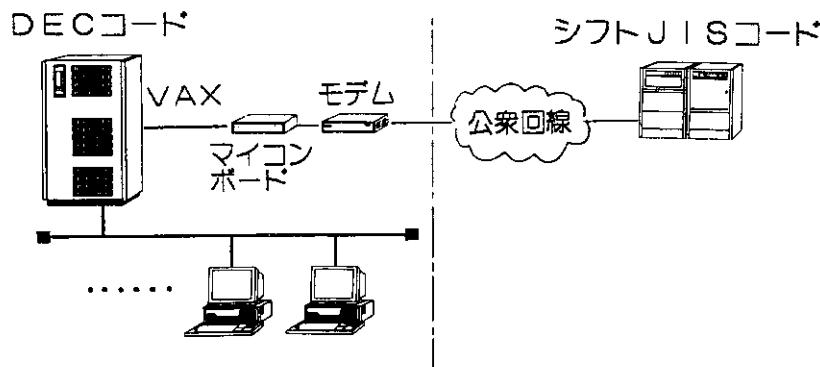 DECコード
シフトJISコード
VAX
モデム
マイコン
ボード
公衆回線
......